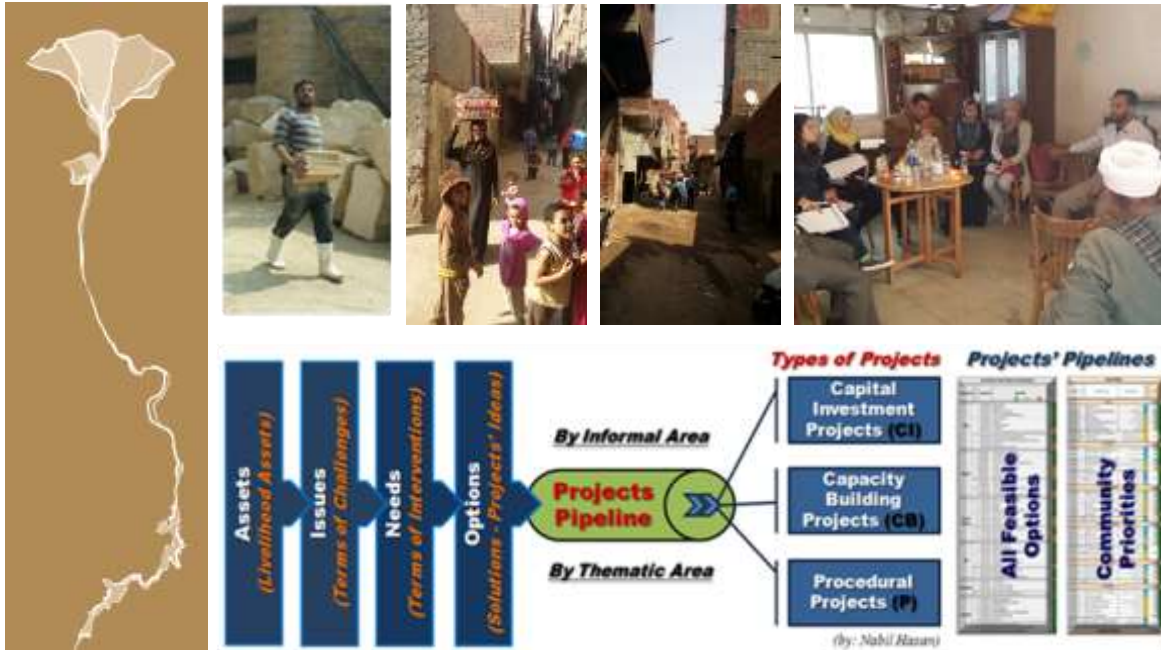 Assets
(Livelihood Assets)
Issues
(Terms of Challenges)
Needs
(Terms of Interventions)
Options
(Solutions - Projects' Ideas)
By Informal Area
Projects
Pipeline
By Thematic Area
Types of Projects
Capital
Investment
Projects (CI)
Capacity
Building
Projects (CB)
Procedural
Projects (P)
(by: Nabil Hasan)
Projects' Pipelines
All Feasible
Options
Community
Priorities